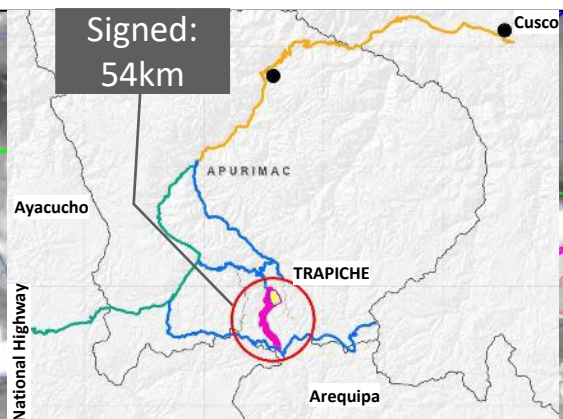 Signed:
54km
Cusco
APURIMAC
Ayacucho
TRAPICHE
National Highway
Arequipa